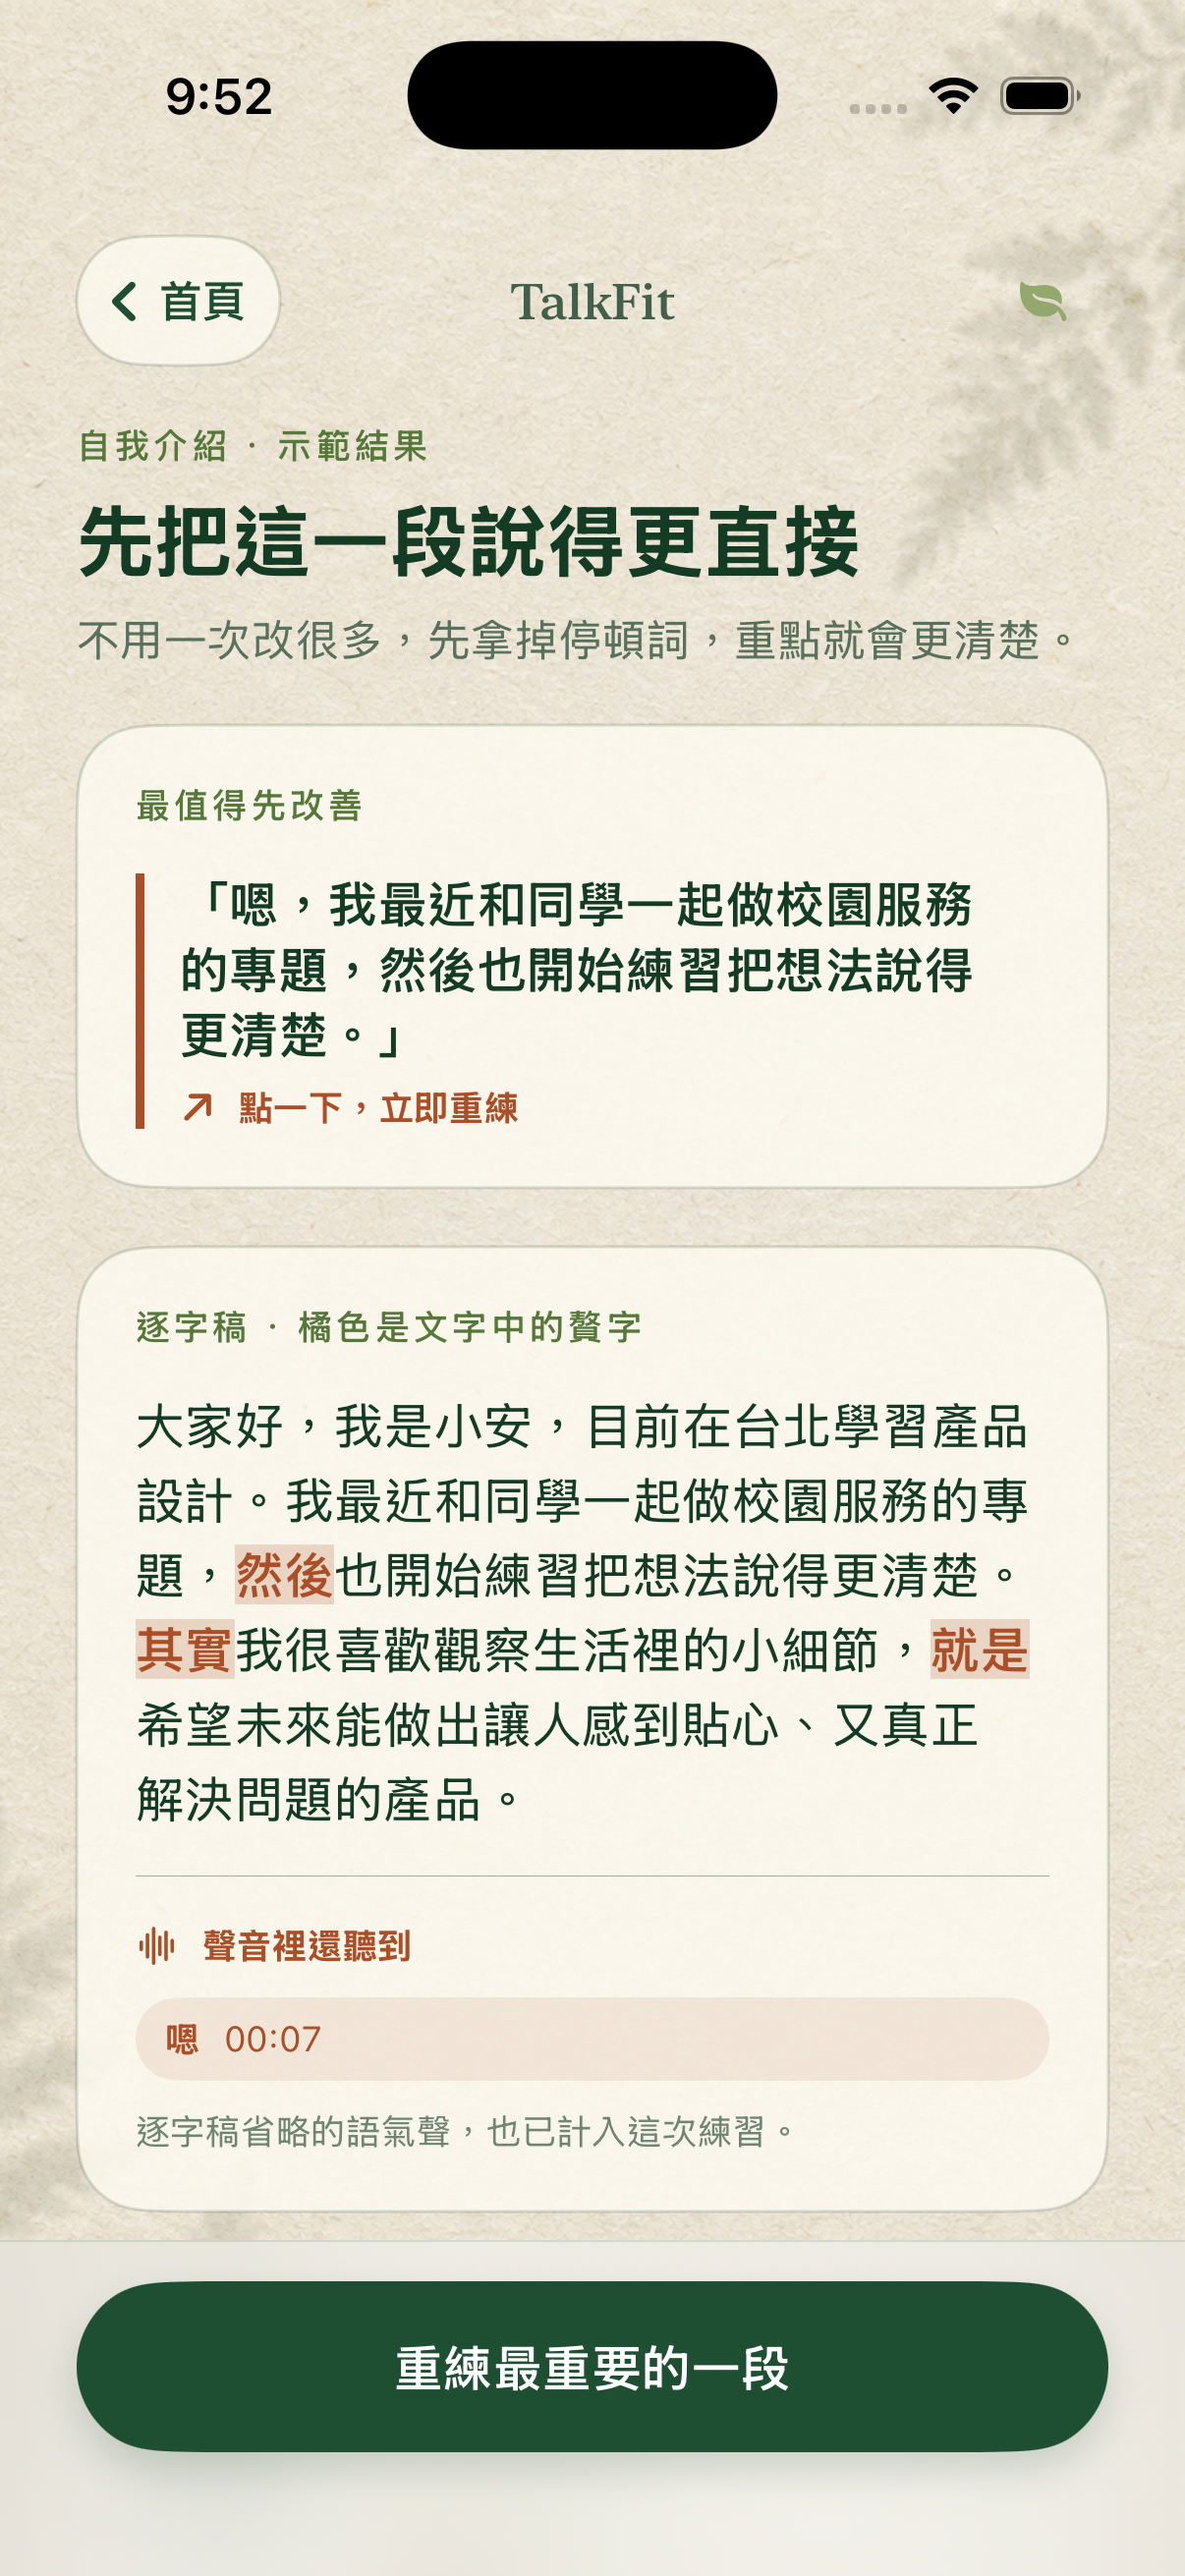 9:52
首頁
TalkFit
自我介紹 · 示範結果
先把這一段說得更直接
不用一次改很多，先拿掉停頓詞，重點就會更清楚。
最值得先改善
「嗯，我最近和同學一起做校園服務
的專題，然後也開始練習把想法說得
更清楚。」
點一下，立即重練
逐字稿 · 橘色是文字中的贅字
大家好，我是小安，目前在台北學習產品
設計。我最近和同學一起做校園服務的專
題，然後也開始練習把想法說得更清楚。
其實我很喜歡觀察生活裡的小細節，就是
希望未來能做出讓人感到貼心、又真正
解決問題的產品。
聲音裡還聽到
嗯 00:07
逐字稿省略的語氣聲，也已計入這次練習。
重練最重要的一段